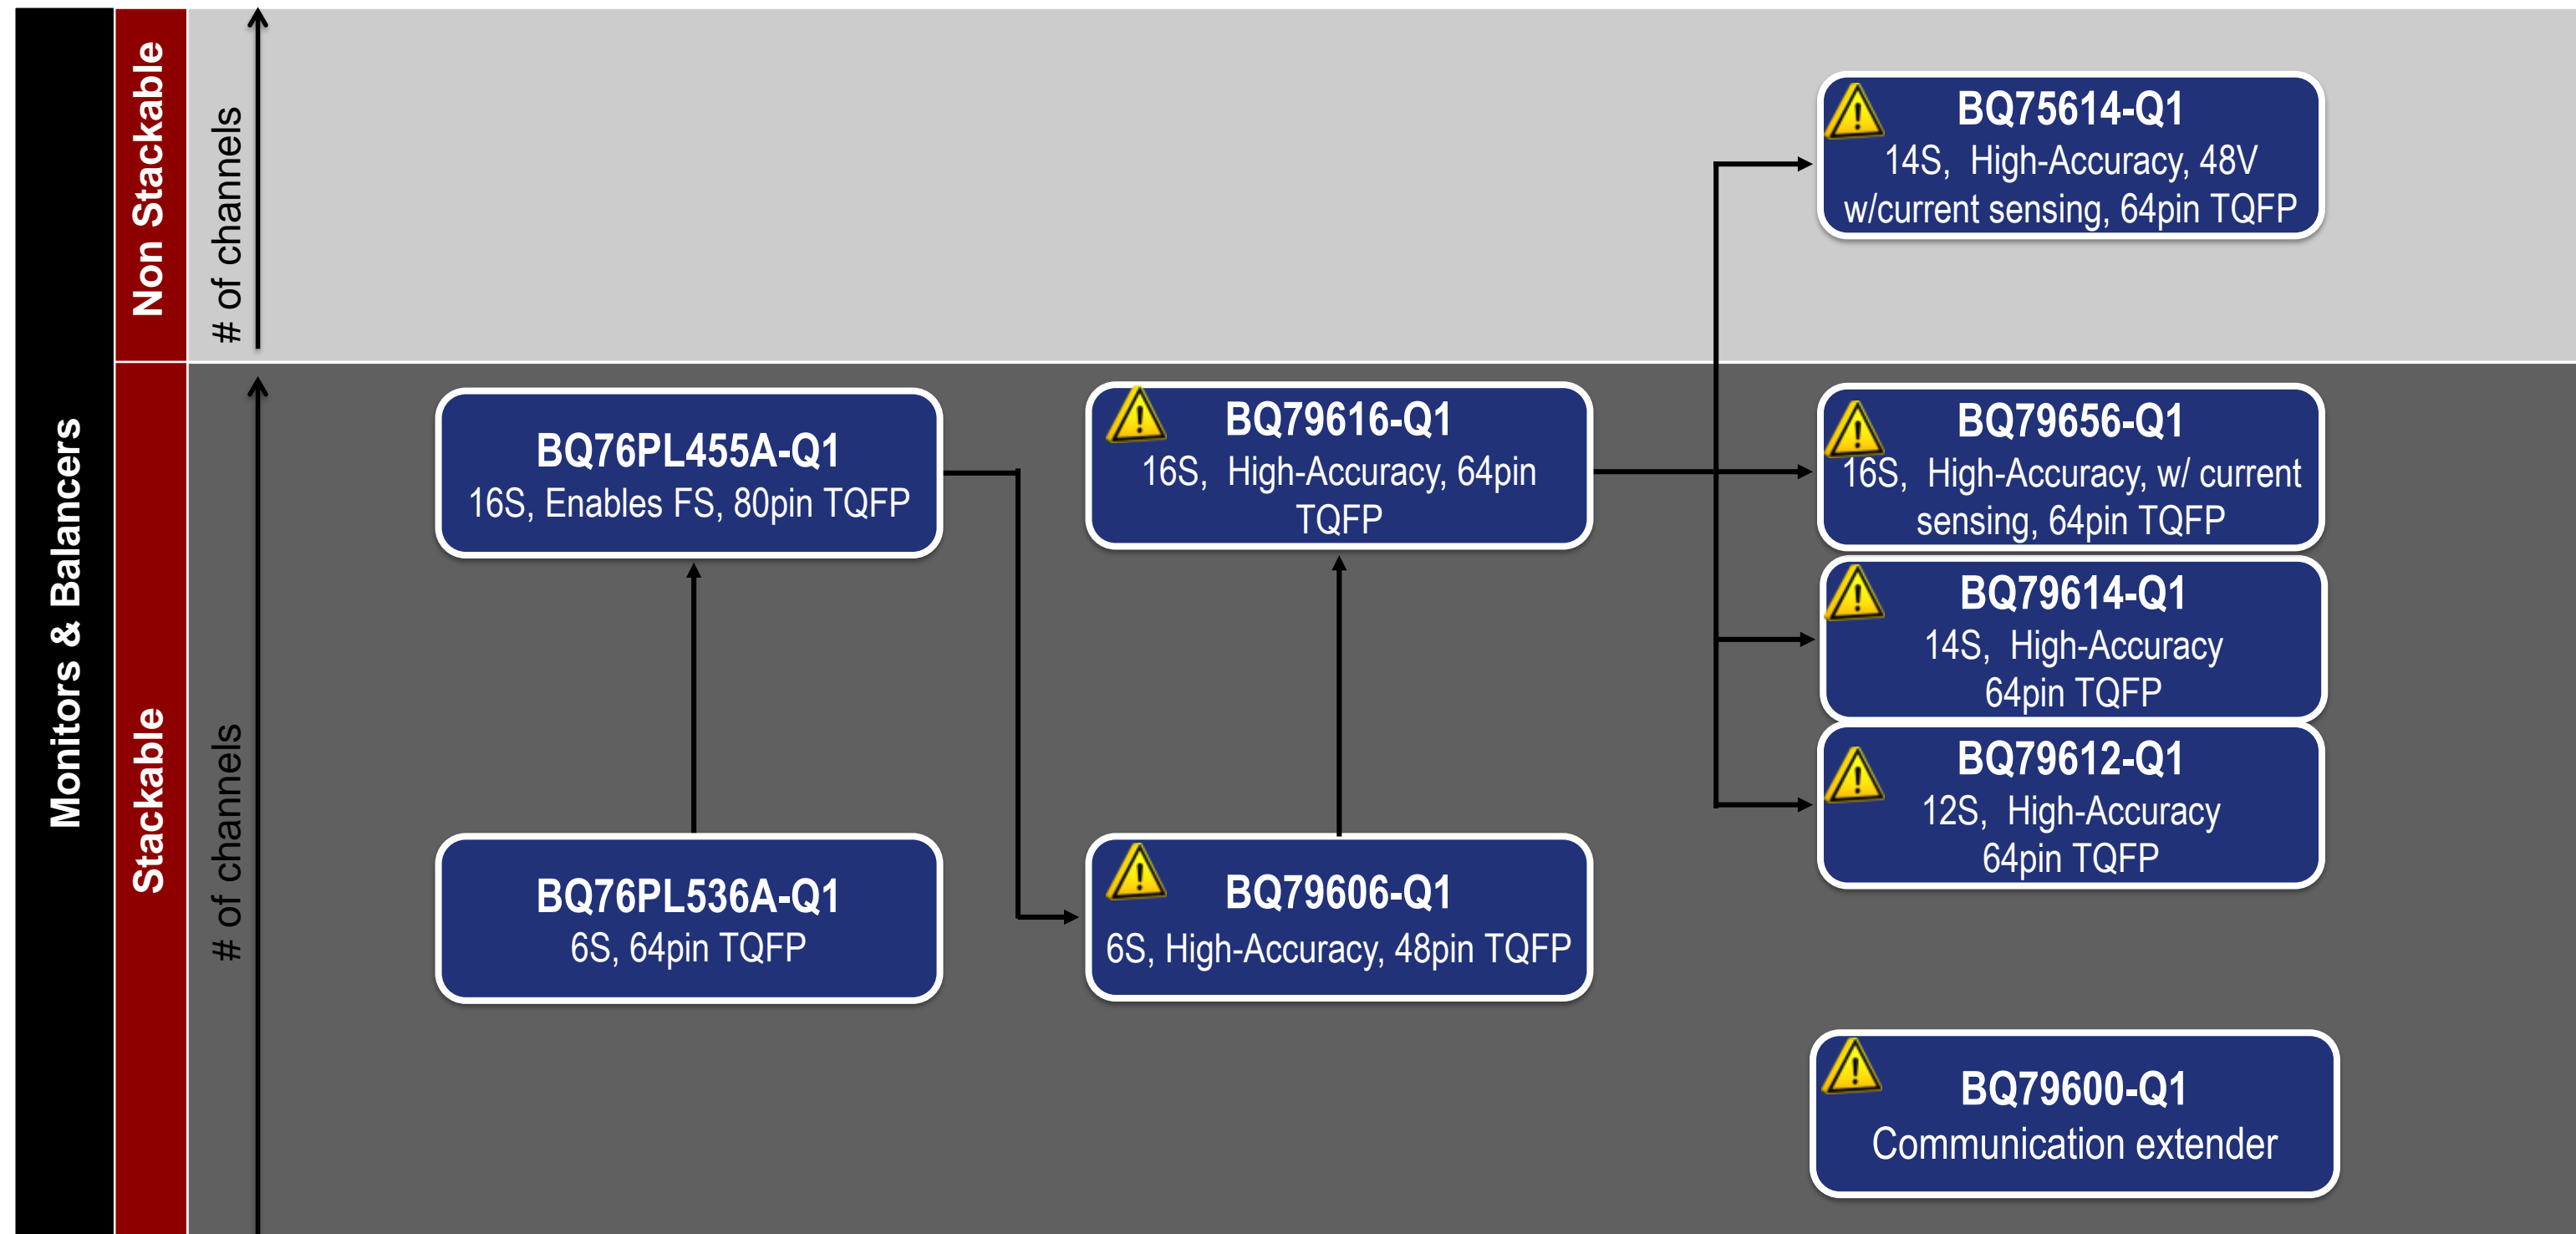 Monitors & Balancers
Non Stackable
# of channels
BQ75614-Q1
14S, High-Accuracy, 48V
w/current sensing, 64pin TQFP
Stackable
# of channels
BQ76PL455A-Q1
16S, Enables FS, 80pin TQFP
BQ79616-Q1
16S, High-Accuracy, 64pin
TQFP
BQ79656-Q1
16S, High-Accuracy, w/ current
sensing, 64pin TQFP
BQ79614-Q1
14S, High-Accuracy
64pin TQFP
BQ79612-Q1
12S, High-Accuracy
64pin TQFP
BQ76PL536A-Q1
6S, 64pin TQFP
BQ79606-Q1
6S, High-Accuracy, 48pin TQFP
BQ79600-Q1
Communication extender